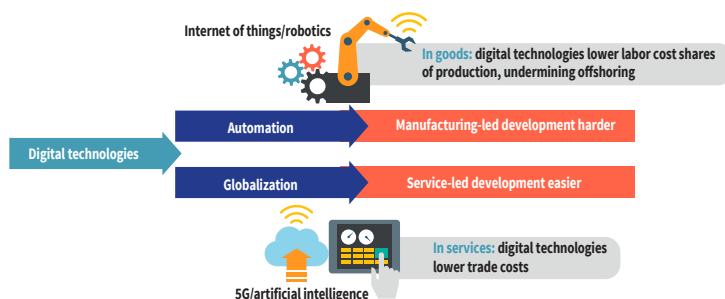 Internet of things/robotics
In goods: digital technologies lower labor cost shares
of production, undermining offshoring
Automation
Manufacturing-led development harder
Digital technologies
Globalization
Service-led development easier
In services: digital technologies
lower trade costs
5G/artificial intelligence